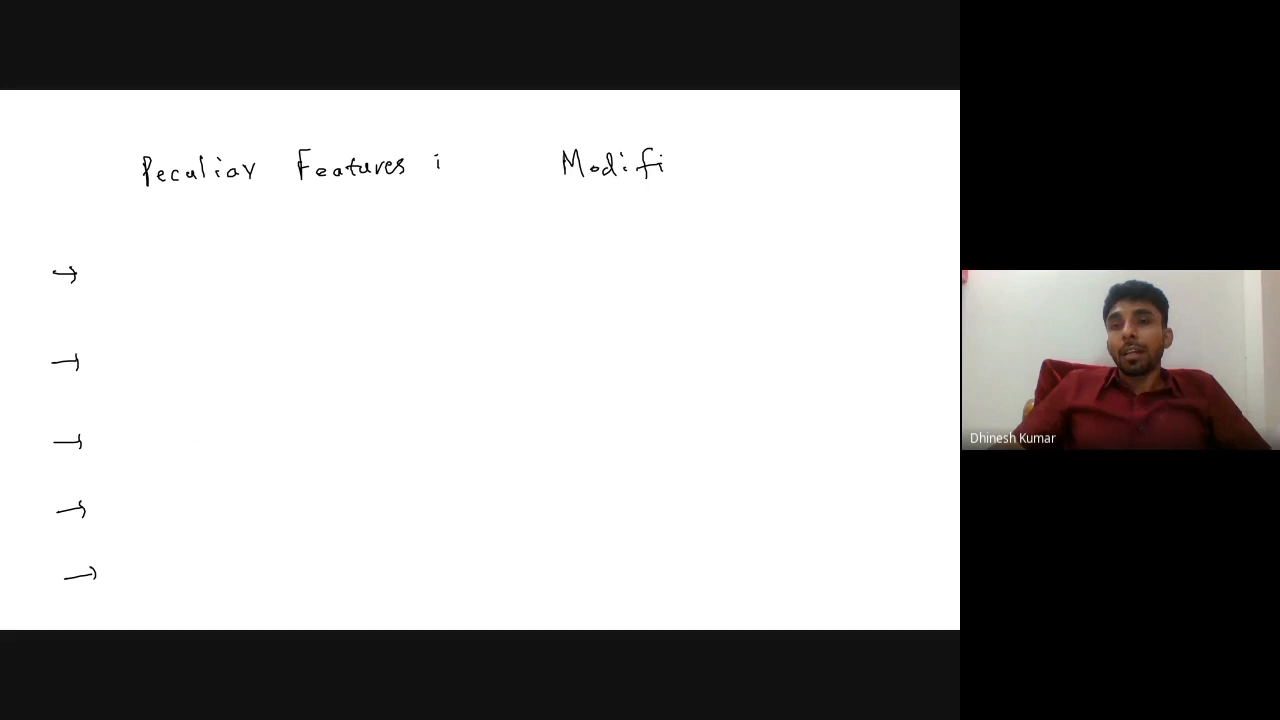 Peculiar Features : Modifi
→
→
→
→
→
Dhinesh Kumar